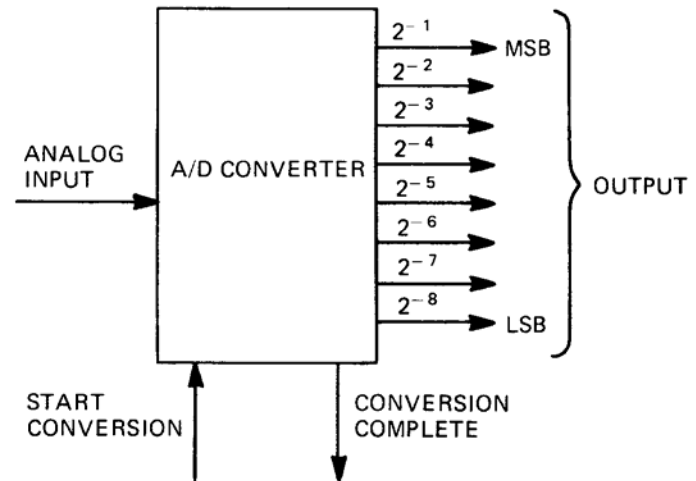 2⁻¹
MSB
2⁻²
2⁻³
ANALOG
INPUT
A/D CONVERTER
2⁻⁴
2⁻⁵
OUTPUT
2⁻⁶
2⁻⁷
2⁻⁸
LSB
START
CONVERSION
CONVERSION
COMPLETE